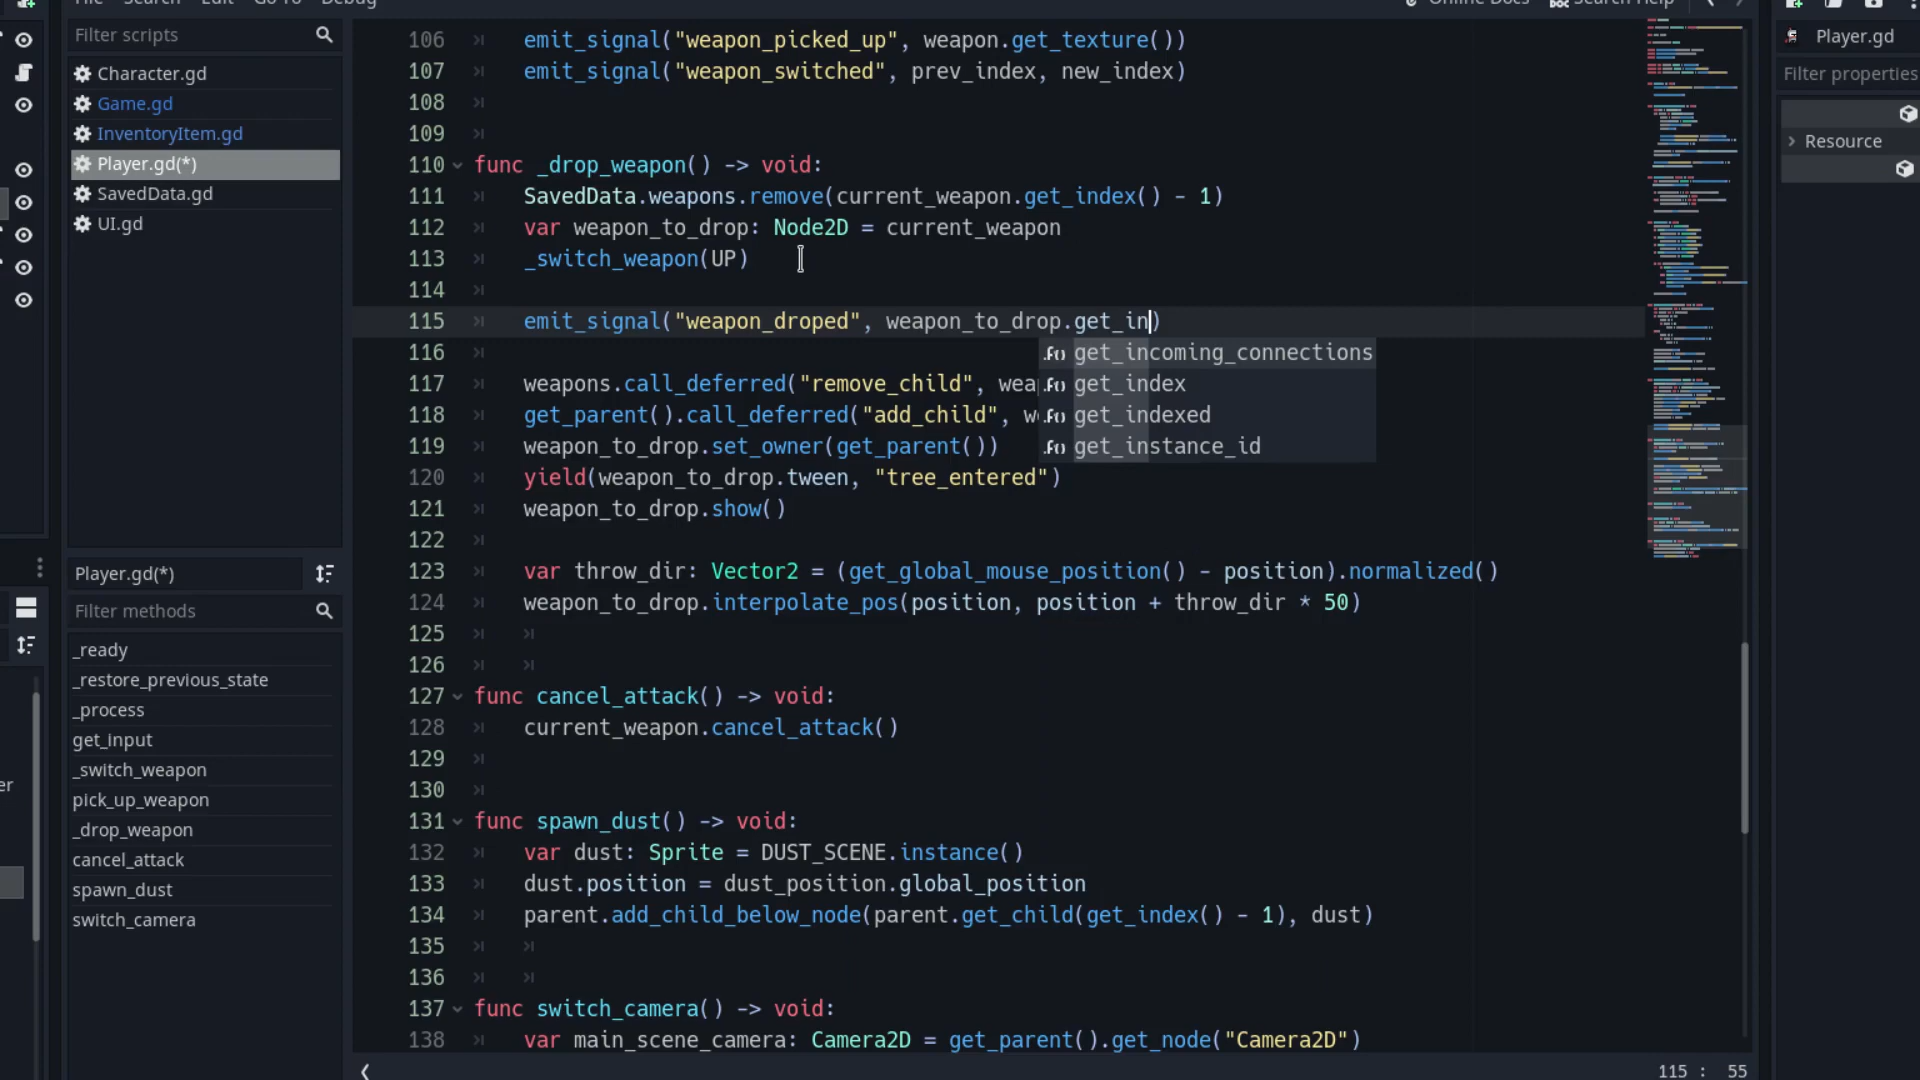 File Search Edit Go To Debug
Online Docs Search Help
Filter scripts
Character.gd
Game.gd
InventoryItem.gd
Player.gd(*)
SavedData.gd
UI.gd
Player.gd(*)
Filter methods
_ready
_restore_previous_state
_process
get_input
_switch_weapon
pick_up_weapon
_drop_weapon
cancel_attack
spawn_dust
switch_camera
106 emit_signal("weapon_picked_up", weapon.get_texture())
107 emit_signal("weapon_switched", prev_index, new_index)
108
109
110 func _drop_weapon() -> void:
111 SavedData.weapons.remove(current_weapon.get_index() - 1)
112 var weapon_to_drop: Node2D = current_weapon
113 _switch_weapon(UP)
114
115 emit_signal("weapon_droped", weapon_to_drop.get_in)
116
117 weapons.call_deferred("remove_child", wea
118 get_parent().call_deferred("add_child", w
119 weapon_to_drop.set_owner(get_parent())
120 yield(weapon_to_drop.tween, "tree_entered")
121 weapon_to_drop.show()
122
123 var throw_dir: Vector2 = (get_global_mouse_position() - position).normalized()
124 weapon_to_drop.interpolate_pos(position, position + throw_dir * 50)
125
126
127 func cancel_attack() -> void:
128 current_weapon.cancel_attack()
129
130
131 func spawn_dust() -> void:
132 var dust: Sprite = DUST_SCENE.instance()
133 dust.position = dust_position.global_position
134 parent.add_child_below_node(parent.get_child(get_index() - 1), dust)
135
136
137 func switch_camera() -> void:
138 var main_scene_camera: Camera2D = get_parent().get_node("Camera2D")
get_incoming_connections
get_index
get_indexed
get_instance_id
115 : 55
Player.gd
Filter properties
Resource
er